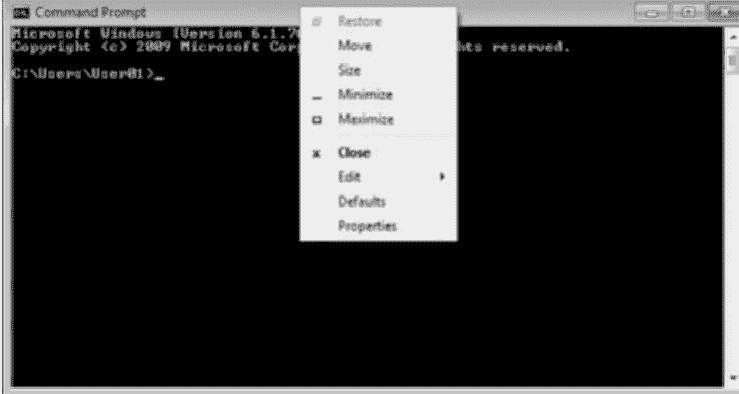 Command Prompt
Microsoft Windows [Version 6.1.7
Copyright (c) 2009 Microsoft Cor
hts reserved.
C:\Users\User01>_
Restore
Move
Size
Minimize
Maximize
Close
Edit
Defaults
Properties